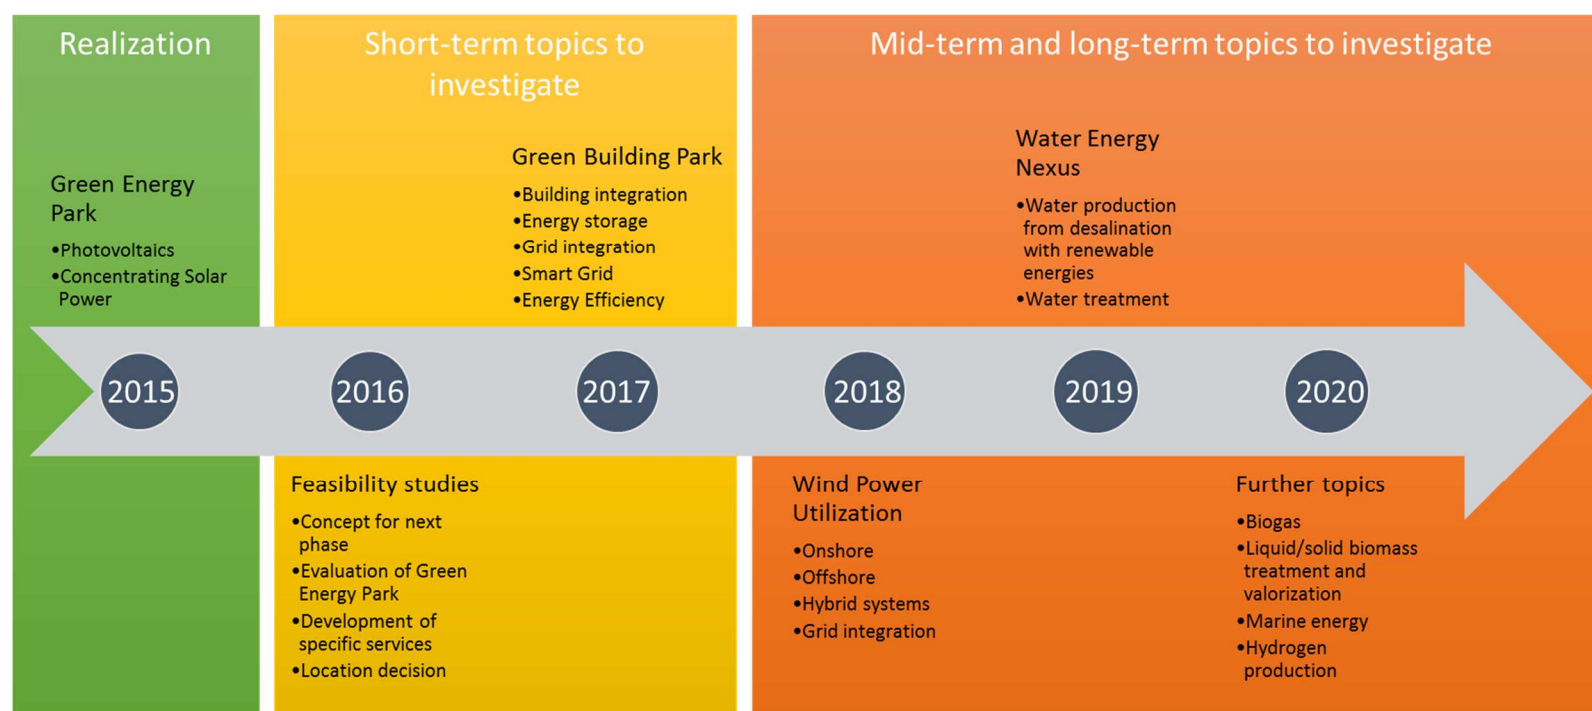 Realization
Short-term topics to
investigate
Mid-term and long-term topics to investigate
Green Energy
Park
•Photovoltaics
•Concentrating Solar
Power
Green Building Park
•Building integration
•Energy storage
•Grid integration
•Smart Grid
•Energy Efficiency
Water Energy
Nexus
•Water production
from desalination
with renewable
energies
•Water treatment
2015
2016
2017
2018
2019
2020
Feasibility studies
•Concept for next
phase
•Evaluation of Green
Energy Park
•Development of
specific services
•Location decision
Wind Power
Utilization
•Onshore
•Offshore
•Hybrid systems
•Grid integration
Further topics
•Biogas
•Liquid/solid biomass
treatment and
valorization
•Marine energy
•Hydrogen
production